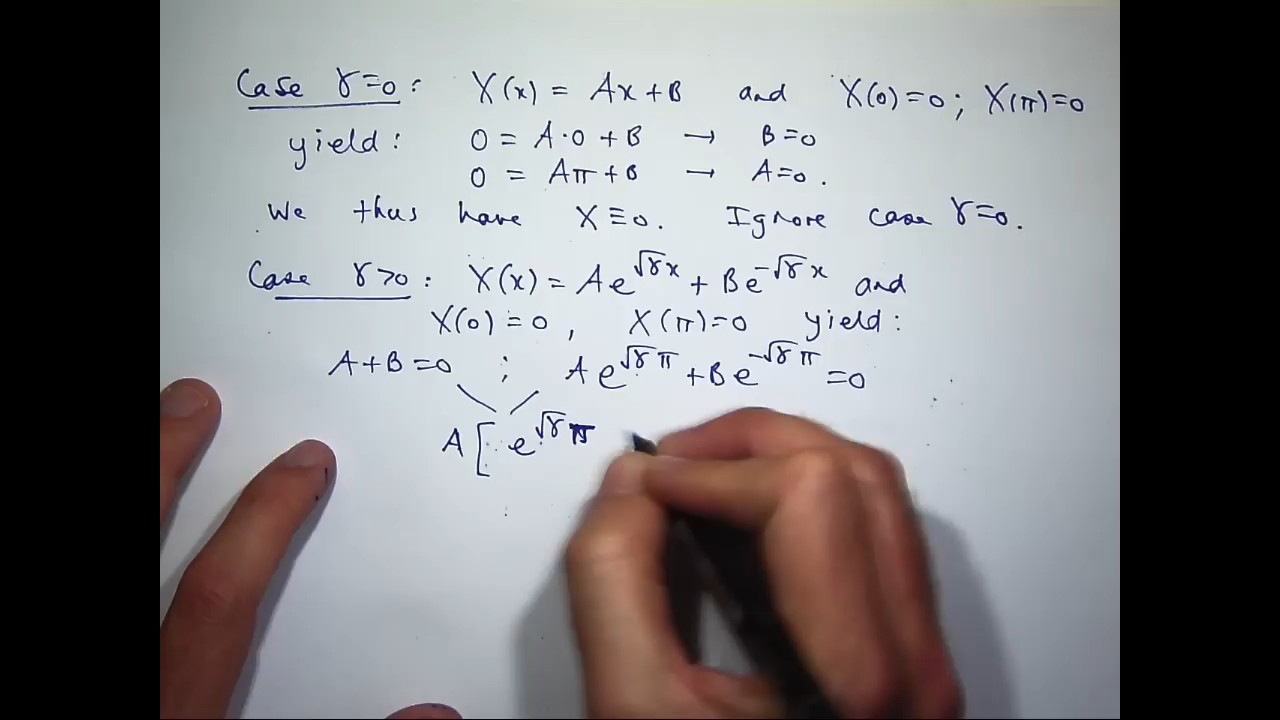 Case γ=0: X(x) = Ax+B and X(0)=0; X(π)=0
yield: 0 = A·0 + B → B=0
0 = Aπ+B → A=0.
We thus have X≡0. Ignore case γ=0.
Case γ>0: X(x) = Ae^{√γx} + Be^{-√γx} and
X(0)=0, X(π)=0 yield:
A+B=0 ; Ae^{√γπ} + Be^{-√γπ} =0
A[e^{√γπ}